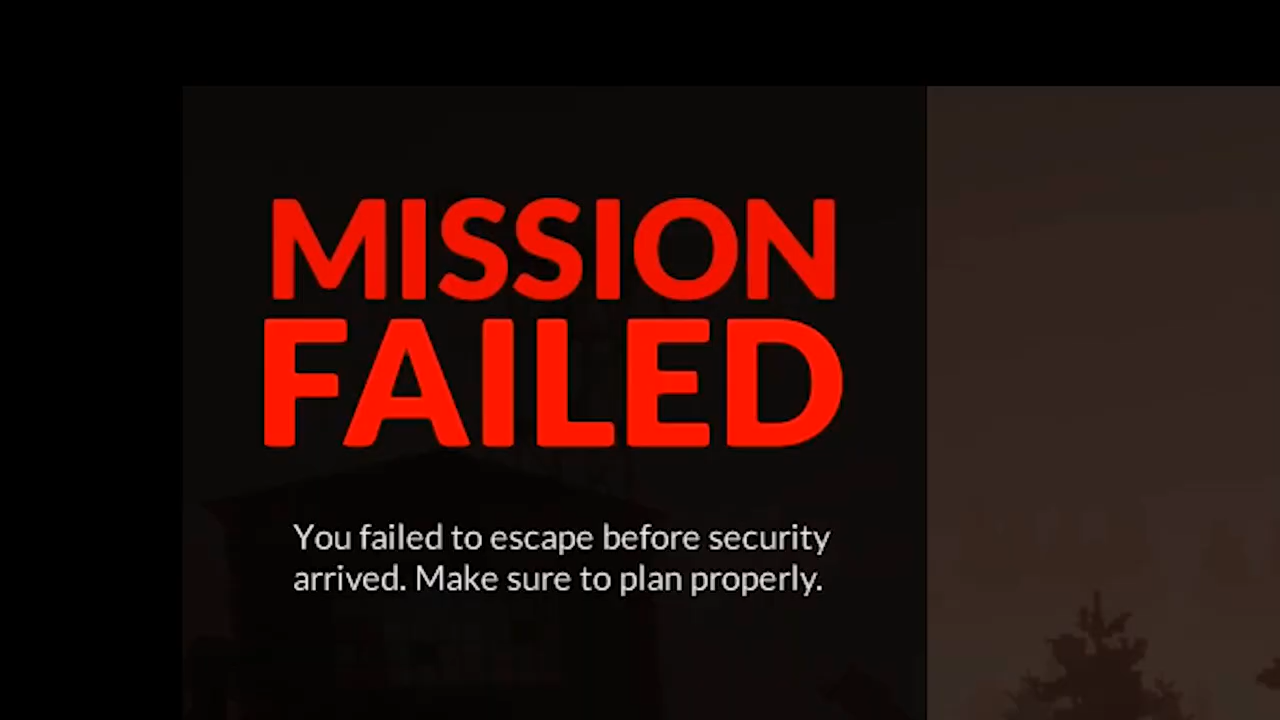 MISSION
FAILED
You failed to escape before security
arrived. Make sure to plan properly.